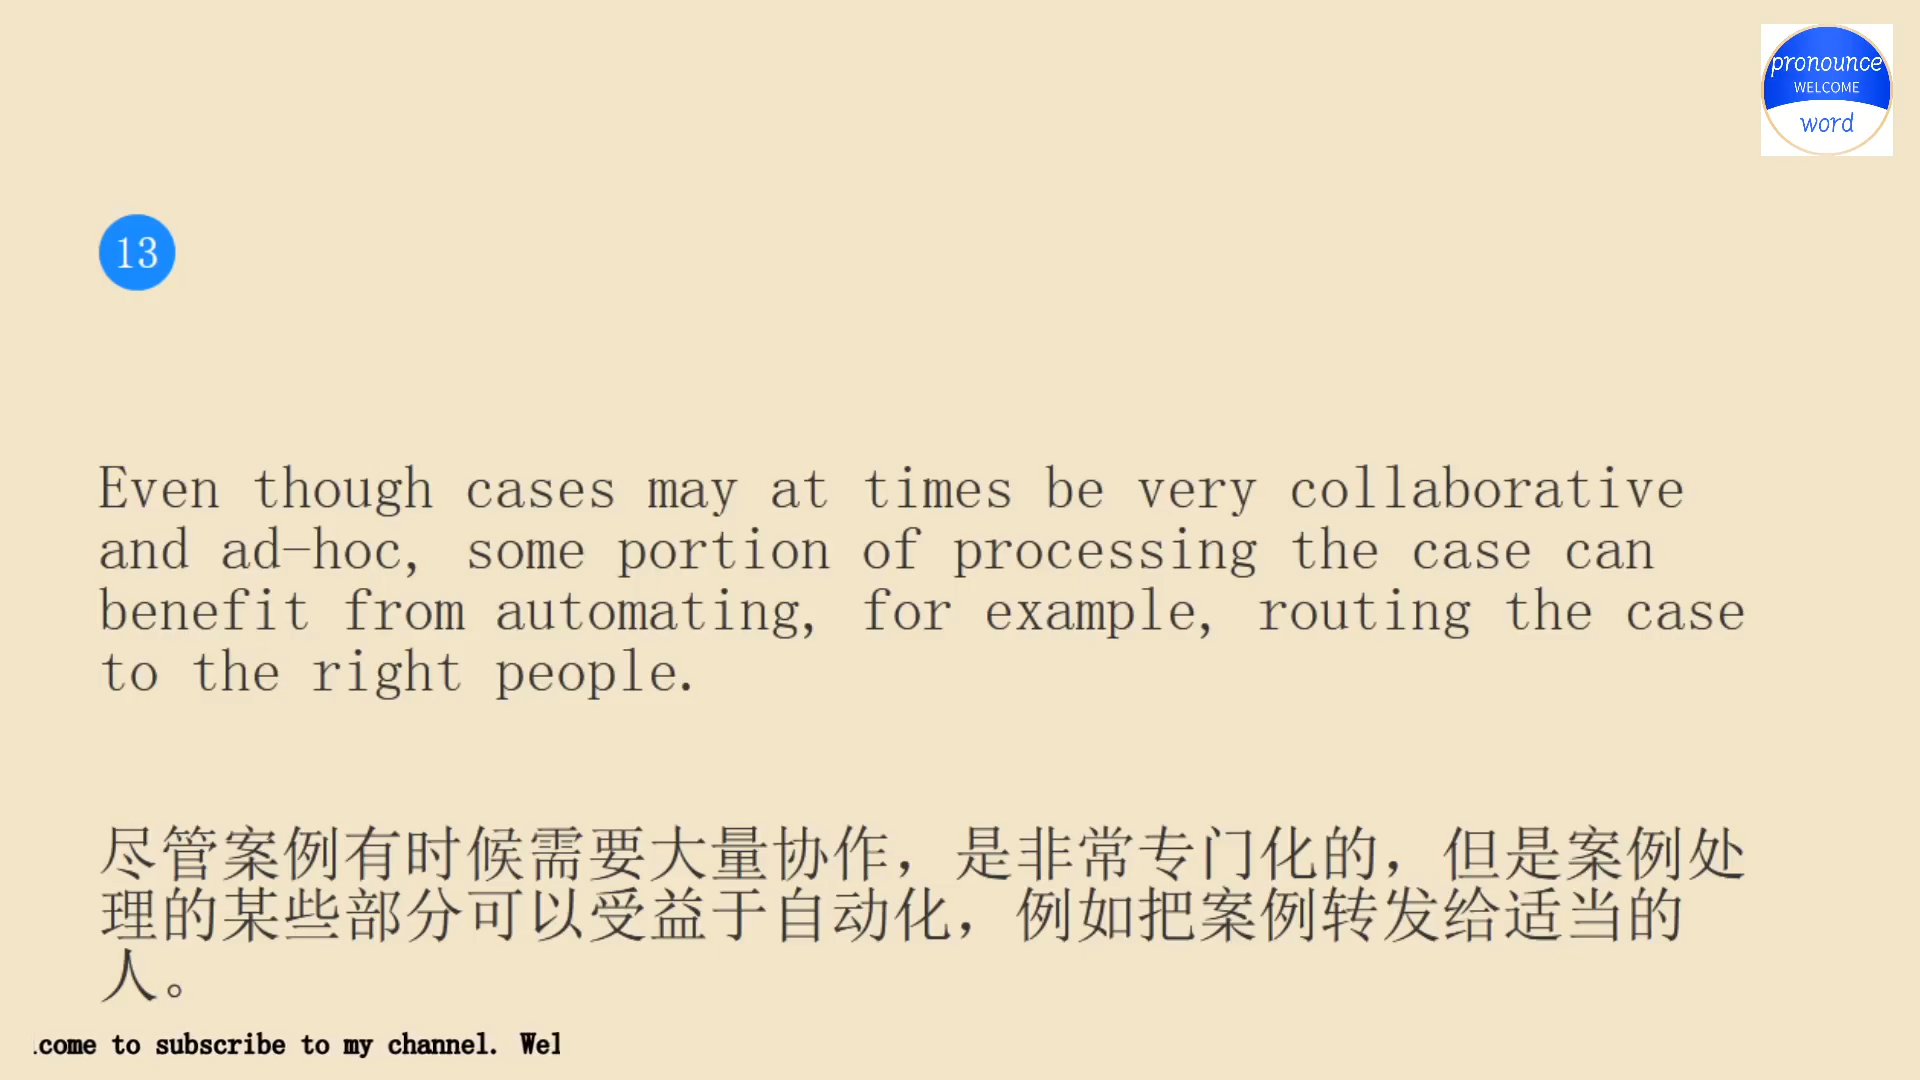 pronounce
WELCOME
word
13
Even though cases may at times be very collaborative
and ad-hoc, some portion of processing the case can
benefit from automating, for example, routing the case
to the right people.
尽管案例有时候需要大量协作，是非常专门化的，但是案例处
理的某些部分可以受益于自动化，例如把案例转发给适当的
人。
come to subscribe to my channel. Wel